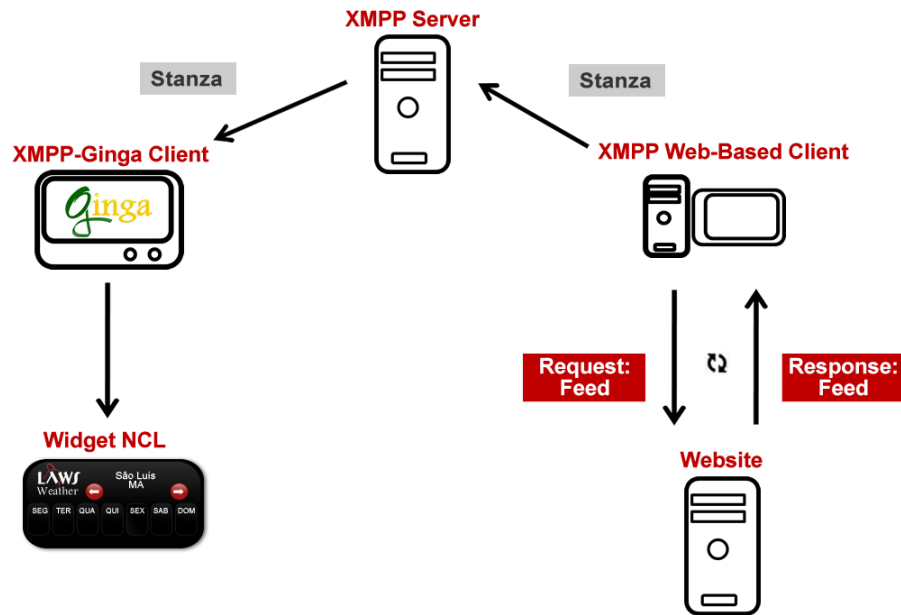 XMPP Server
Stanza
Stanza
XMPP-Ginga Client
XMPP Web-Based Client
Ginga
Request:
Feed
Response:
Feed
Widget NCL
LAWS
Weather
São Luís
MA
SEG TER QUA QUI SEX SAB DOM
Website